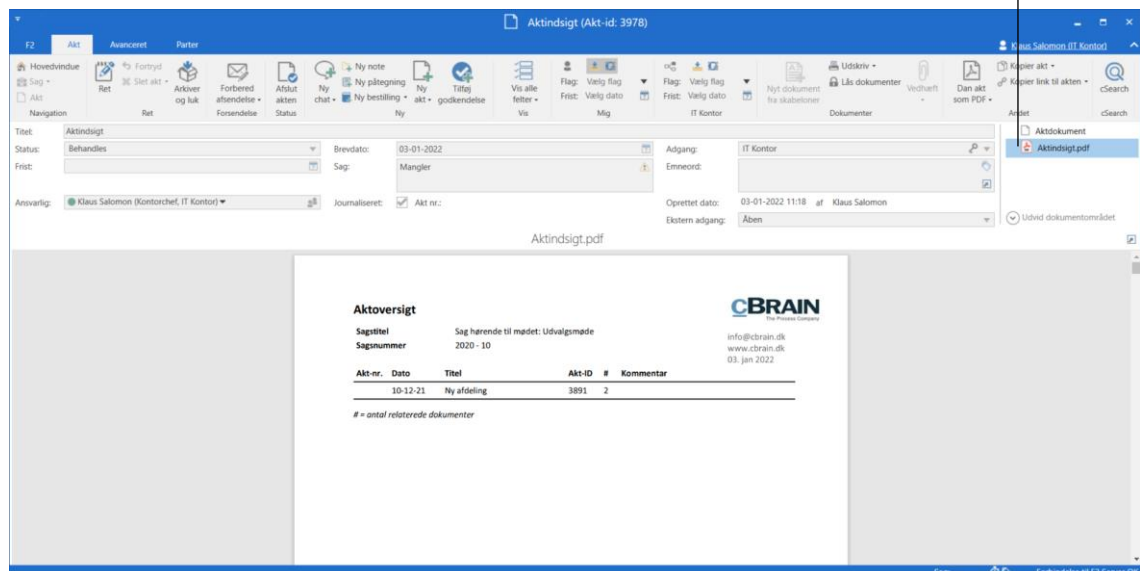 Aktindsigt (Akt-id: 3978)
F2 Akt Avanceret Parter
Klaus Salomon (IT Kontor)
Hovedvindue
Sag
Akt
Navigation
Ret
Fortryd
Slet akt
Arkiver og luk
Ret
Forbered afsendelse
Forsendelse
Afslut akten
Status
Ny chat
Ny note
Ny påtegning
Ny bestilling
Ny akt
Tilføj godkendelse
Ny
Vis alle felter
Vis
Flag: Vælg flag
Frist: Vælg dato
Mig
Flag: Vælg flag
Frist: Vælg dato
IT Kontor
Nyt dokument fra skabeloner
Udskriv
Lås dokumenter
Vedhæft
Dokumenter
Dan akt som PDF
Kopier akt
Kopier link til akten
Andet
cSearch
cSearch
Titel: Aktindsigt
Status: Behandles Brevdato: 03-01-2022 Adgang: IT Kontor
Frist: Sag: Mangler Emneord:
Ansvarlig: Klaus Salomon (Kontorchef, IT Kontor) Journaliseret: Akt nr.: Oprettet dato: 03-01-2022 11:18 af Klaus Salomon
Ekstern adgang: Åben
Aktdokument
Aktindsigt.pdf
Udvid dokumentområdet
Aktindsigt.pdf
Aktoversigt
CBRAIN
The Process Company
Sagstitel Sag hørende til mødet: Udvalgsmøde
Sagsnummer 2020 - 10
info@cbrain.dk
www.cbrain.dk
03. jan 2022
Akt-nr. Dato Titel Akt-ID # Kommentar
10-12-21 Ny afdeling 3891 2
# = antal relaterede dokumenter